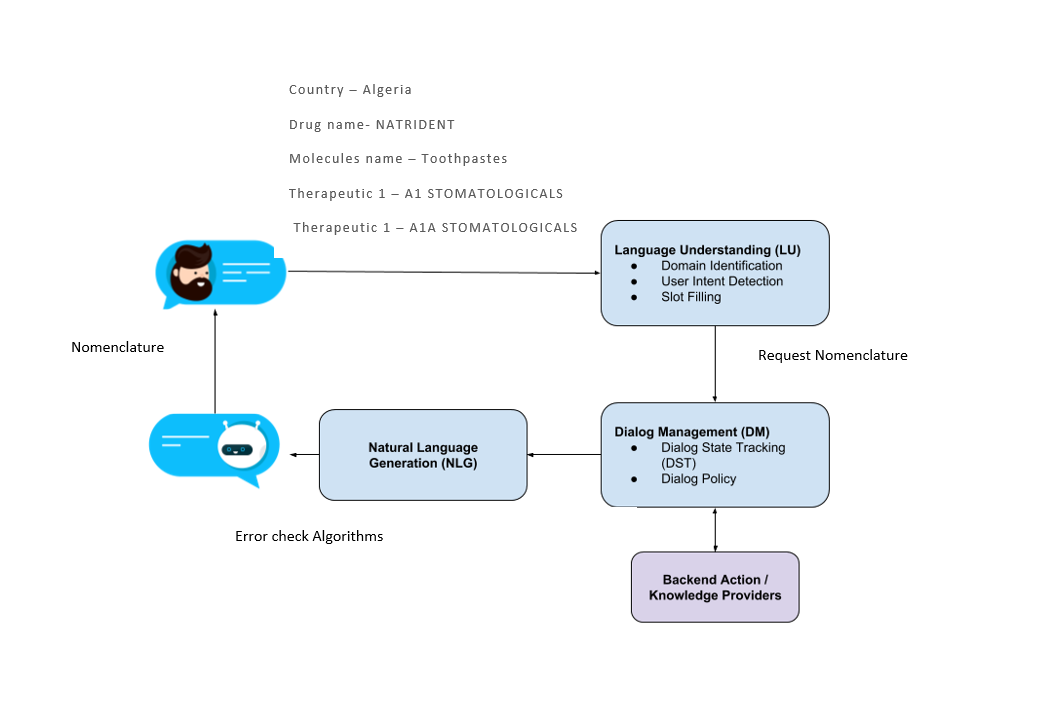 Country – Algeria
Drug name- NATRIDENT
Molecules name – Toothpastes
Therapeutic 1 – A1 STOMATOLOGICALS
Therapeutic 1 – A1A STOMATOLOGICALS
Language Understanding (LU)
● Domain Identification
● User Intent Detection
● Slot Filling
Nomenclature
Request Nomenclature
Natural Language
Generation (NLG)
Dialog Management (DM)
● Dialog State Tracking
(DST)
● Dialog Policy
Error check Algorithms
Backend Action /
Knowledge Providers